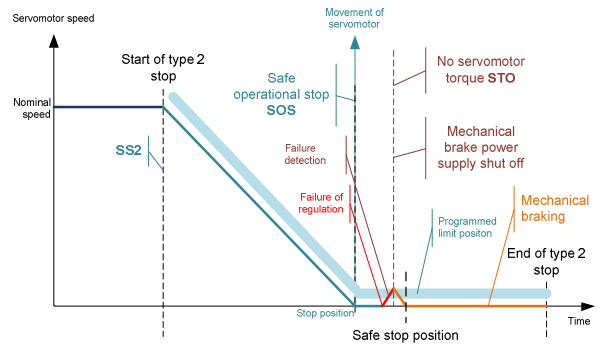 Servomotor speed
Movement of
servomotor
Start of type 2
stop
Safe
operational stop
SOS
No servomotor
torque STO
Nominal
speed
SS2
Failure
detection
Mechanical
brake power
supply shut off
Failure of
regulation
Programmed
limit positon
Mechanical
braking
End of type 2
stop
Stop position
Time
Safe stop position